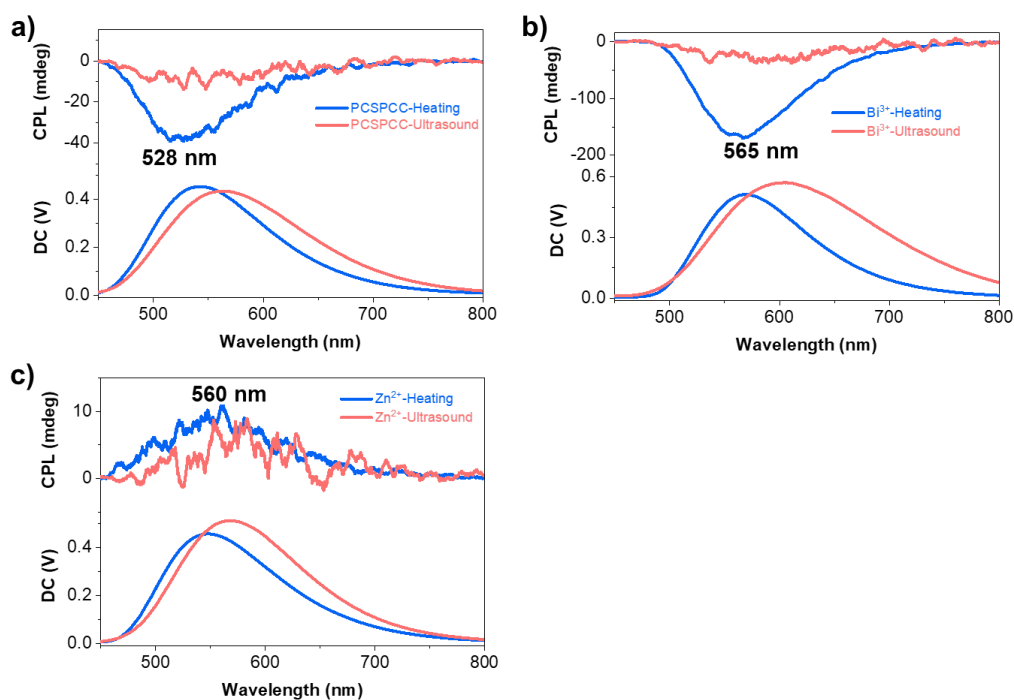 a)
CPL (mdeg)
0
-20
-40
PCSPCC-Heating
PCSPCC-Ultrasound
528 nm
DC (V)
0.4
0.2
0.0
500
600
700
800
Wavelength (nm)
b)
CPL (mdeg)
0
-100
-200
Bi³⁺-Heating
Bi³⁺-Ultrasound
565 nm
DC (V)
0.6
0.3
0.0
500
600
700
800
Wavelength (nm)
c)
CPL (mdeg)
10
0
560 nm
Zn²⁺-Heating
Zn²⁺-Ultrasound
DC (V)
0.4
0.2
0.0
500
600
700
800
Wavelength (nm)